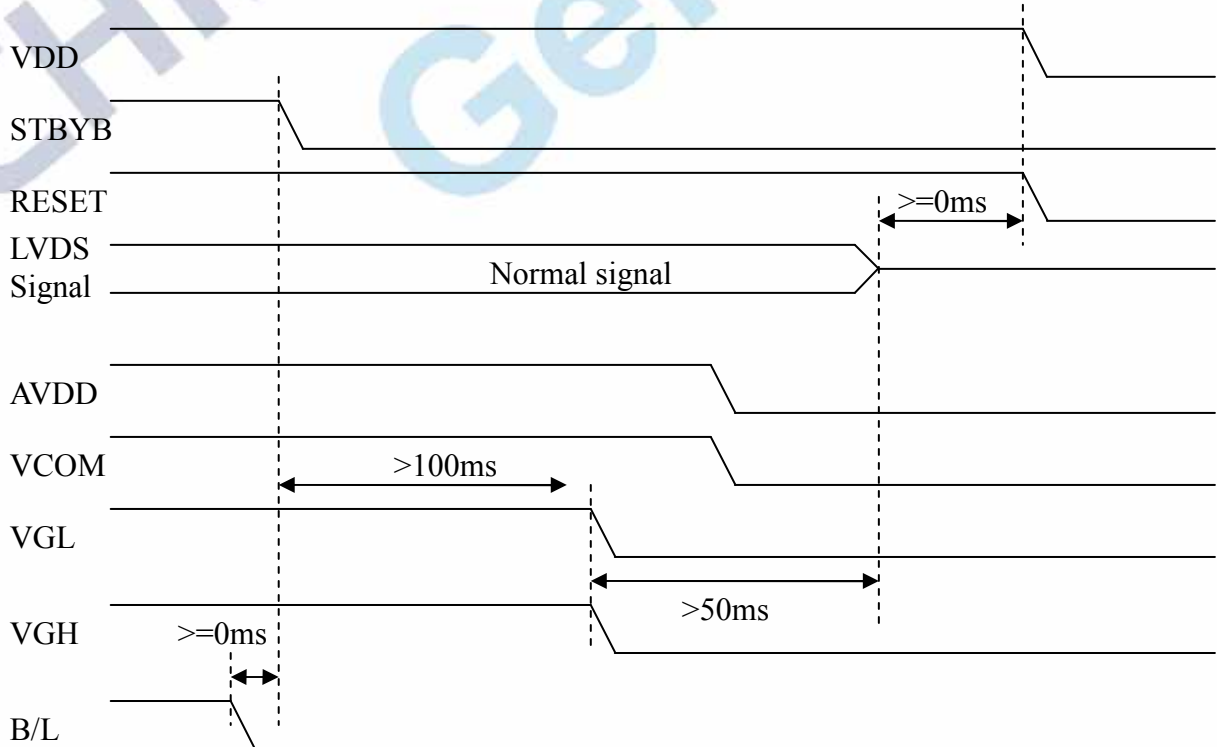 VDD
STBYB
RESET
>=0ms
LVDS
Signal
Normal signal
AVDD
VCOM
>100ms
VGL
>50ms
VGH
>=0ms
B/L